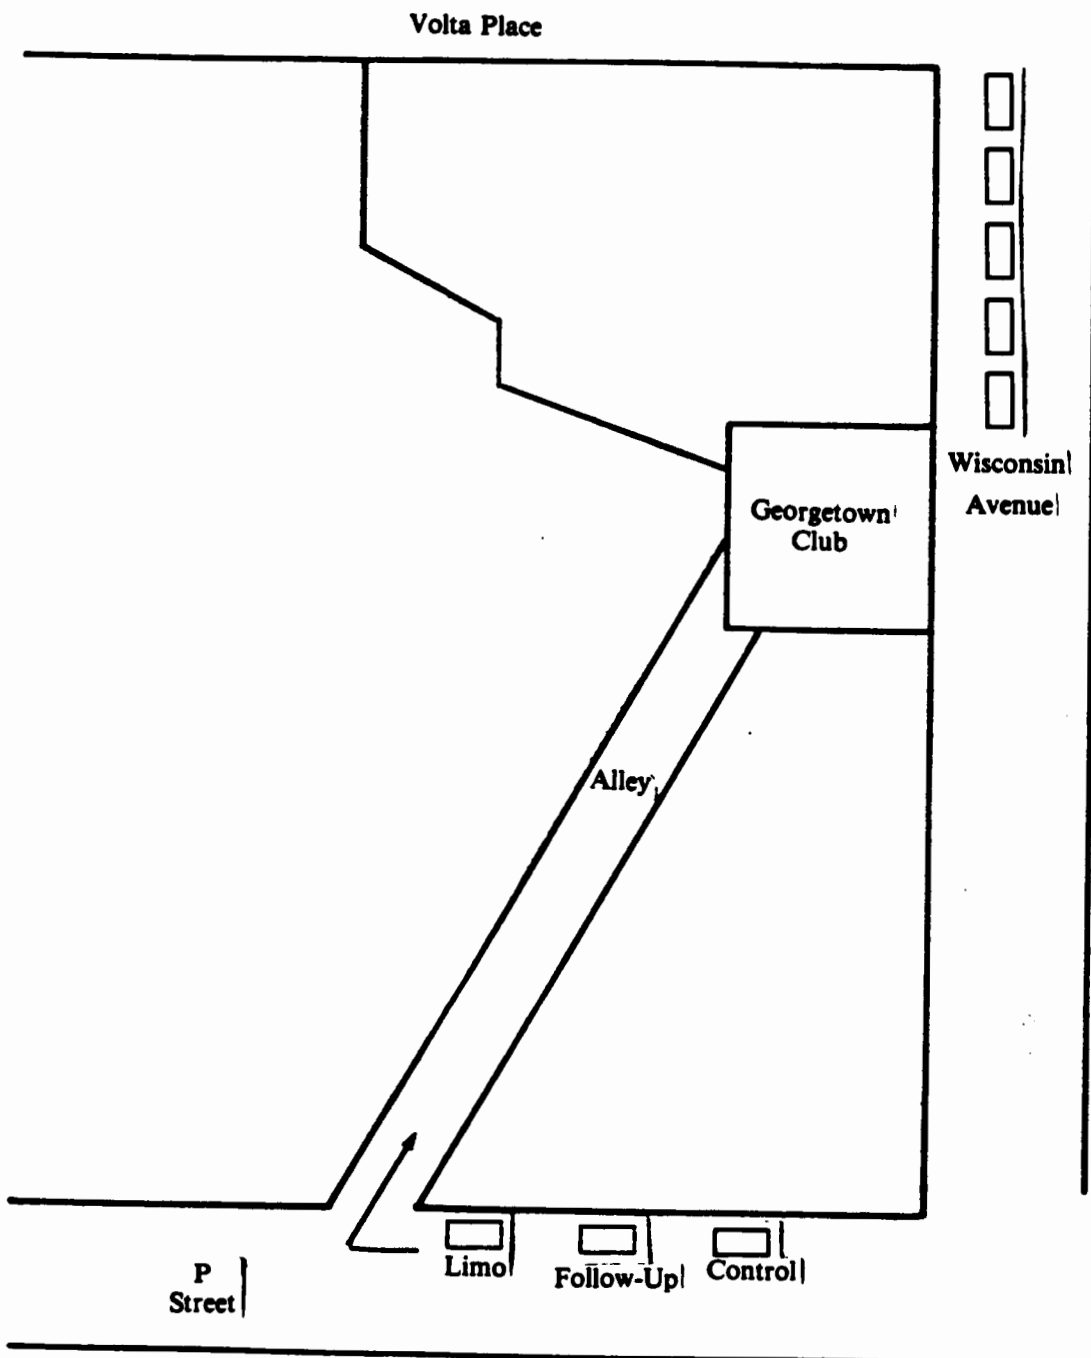 Volta Place
Wisconsin
Avenue
Georgetown
Club
Alley
Limo
Follow-Up
Control
P
Street